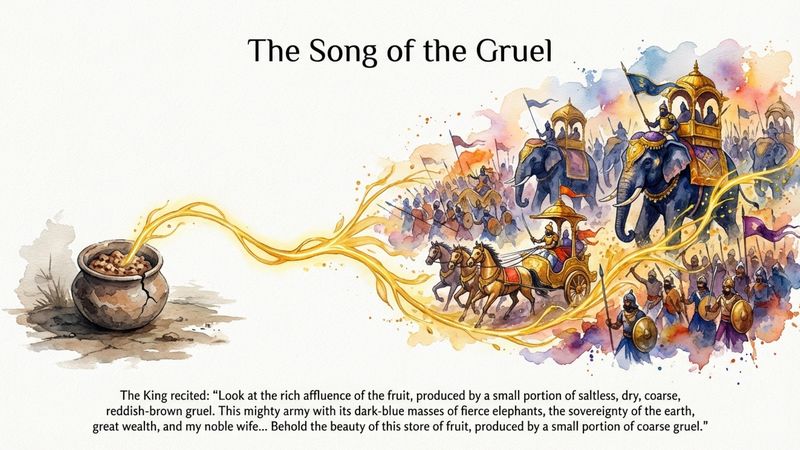 The Song of the Gruel
The King recited: “Look at the rich affluence of the fruit, produced by a small portion of saltless, dry, coarse,
reddish-brown gruel. This mighty army with its dark-blue masses of fierce elephants, the sovereignty of the earth,
great wealth, and my noble wife... Behold the beauty of this store of fruit, produced by a small portion of coarse gruel.”